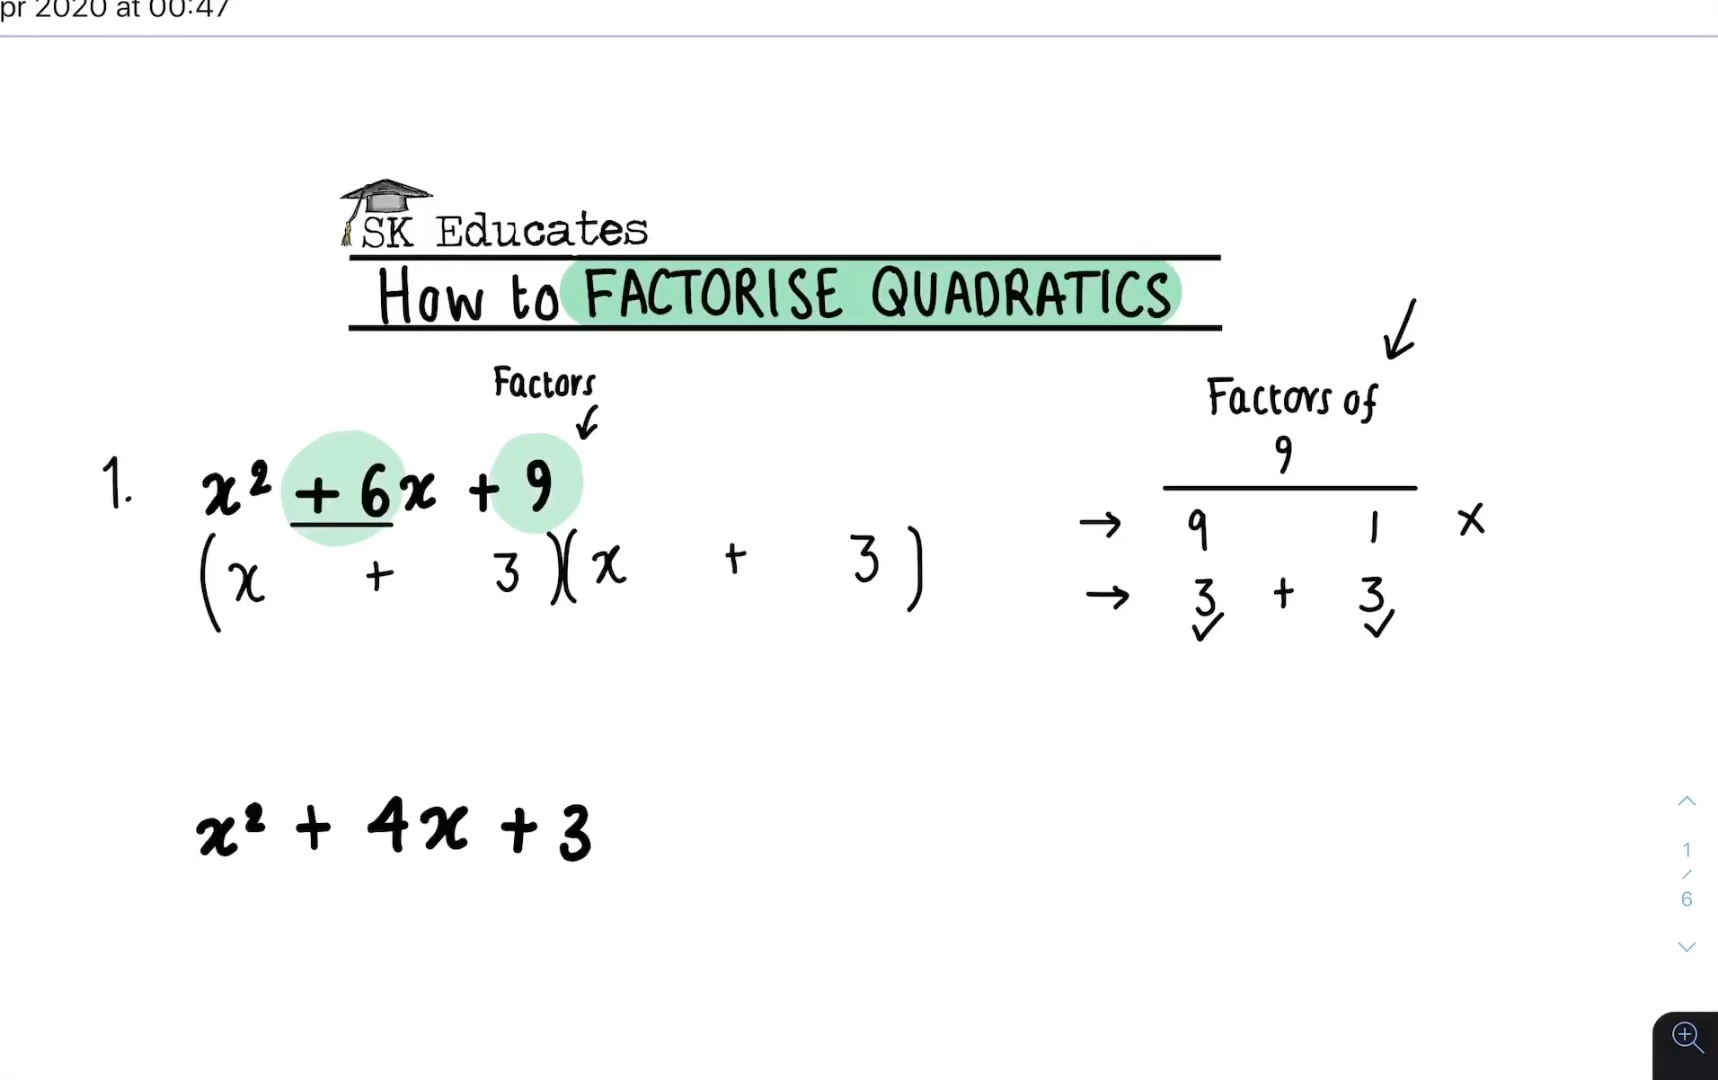 pr 2020 at 00:47
SK Educates
How to FACTORISE QUADRATICS
Factors
1. x² + 6x + 9
(x + 3)(x + 3)
Factors of
9
→ 9 1 x
→ 3 + 3
x² + 4x + 3
1
/
6